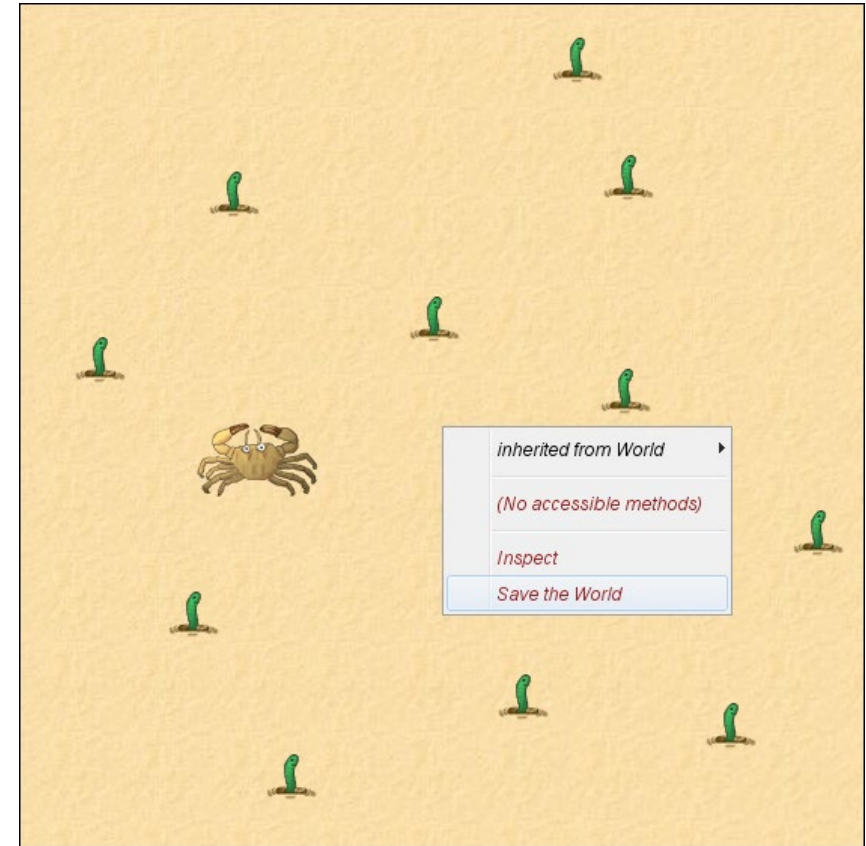 inherited from World
(No accessible methods)
Inspect
Save the World